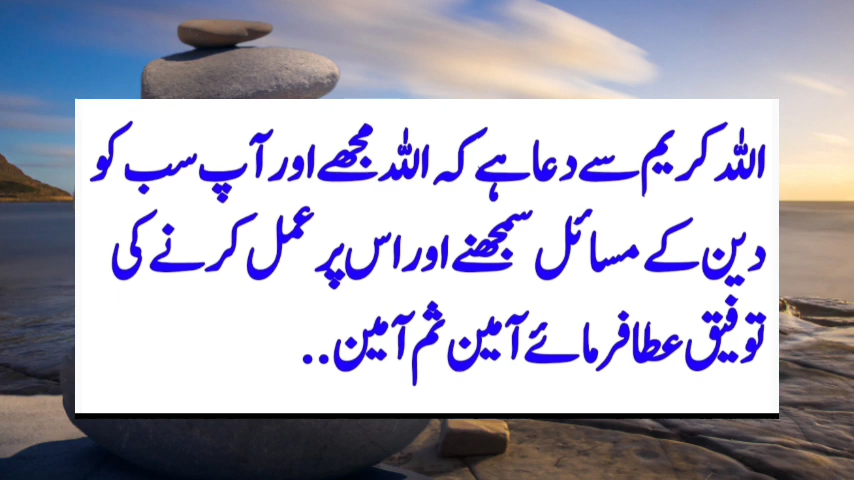 اللہ کریم سے دعا ہے کہ اللہ مجھے اور آپ سب کو
دین کے مسائل سمجھنے اور اس پر عمل کرنے کی
توفیق عطا فرمائے آمین ثم آمین..